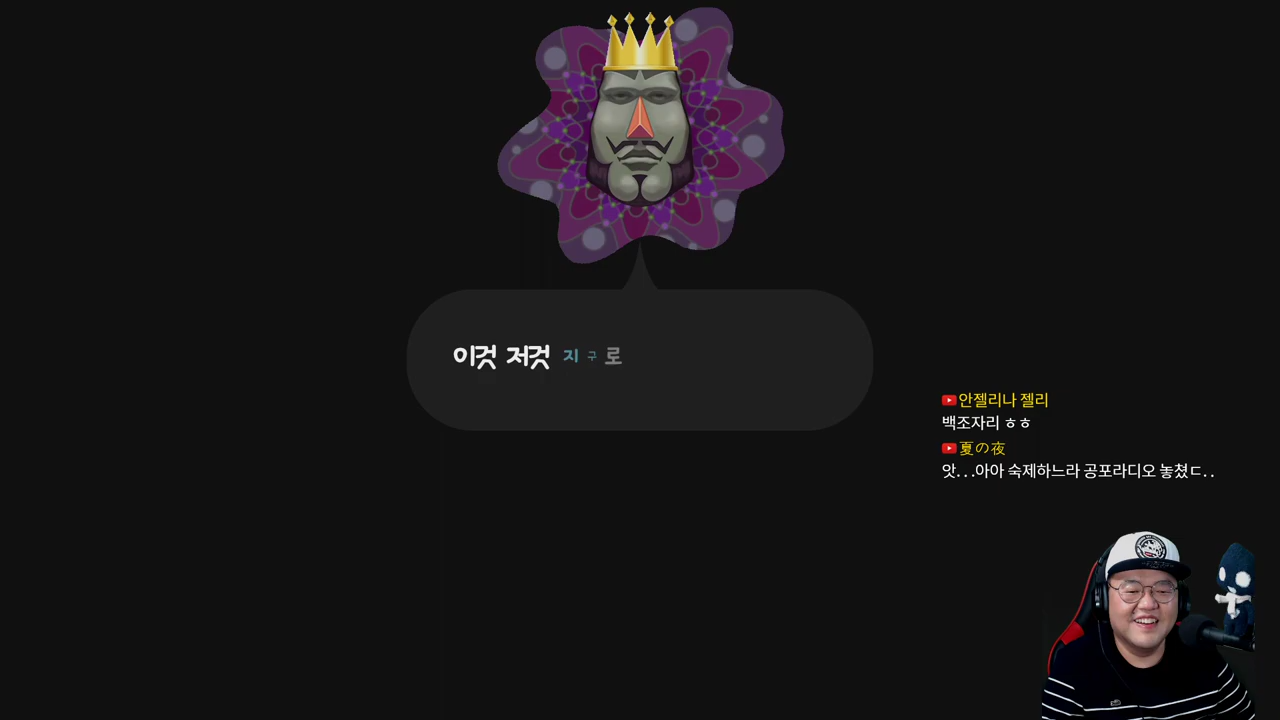 이것 저것 지구로
안젤리나 젤리
백조자리 ㅎㅎ
夏の夜
앗...아아 숙제하느라 공포라디오 놓쳤ㄷ..